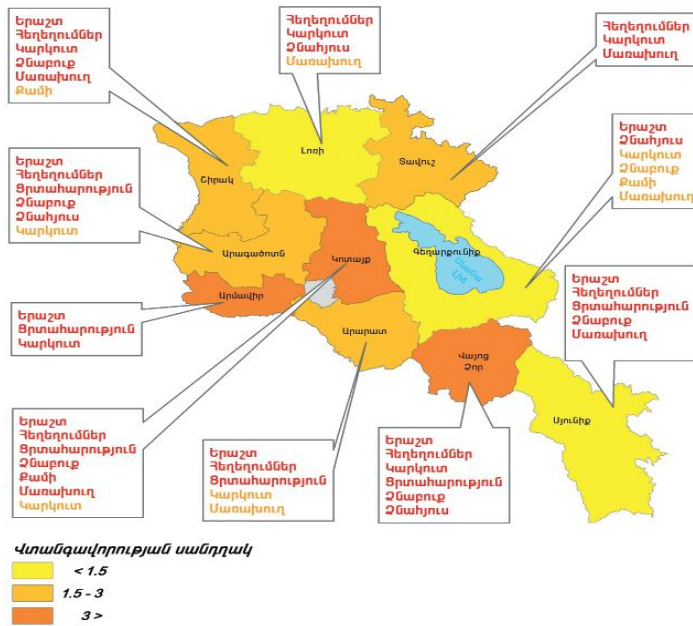 Երաշտ
Հեղեղումներ
Կարկուտ
Ձնաբուք
Մառախուղ
Քամի
Հեղեղումներ
Կարկուտ
Ձնահյուս
Մառախուղ
Հեղեղումներ
Կարկուտ
Մառախուղ
Երաշտ
Ձնահյուս
Կարկուտ
Ձնաբուք
Քամի
Մառախուղ
Երաշտ
Հեղեղումներ
Ցրտահարություն
Ձնաբուք
Ձնահյուս
Կարկուտ
Լոռի
Տավուշ
Շիրակ
Արագածոտն
Կոտայք
Գեղարքունիք
Սևանա
Լիճ
Արմավիր
Արարատ
Վայոց
Ձոր
Սյունիք
Երաշտ
Հեղեղումներ
Ցրտահարություն
Ձնաբուք
Մառախուղ
Երաշտ
Ցրտահարություն
Կարկուտ
Երաշտ
Հեղեղումներ
Ցրտահարություն
Ձնաբուք
Քամի
Մառախուղ
Կարկուտ
Երաշտ
Հեղեղումներ
Ցրտահարություն
Կարկուտ
Մառախուղ
Երաշտ
Հեղեղումներ
Կարկուտ
Ցրտահարություն
Ձնաբուք
Ձնահյուս
Վտանգավորության սանդղակ
< 1.5
1.5 - 3
3 >